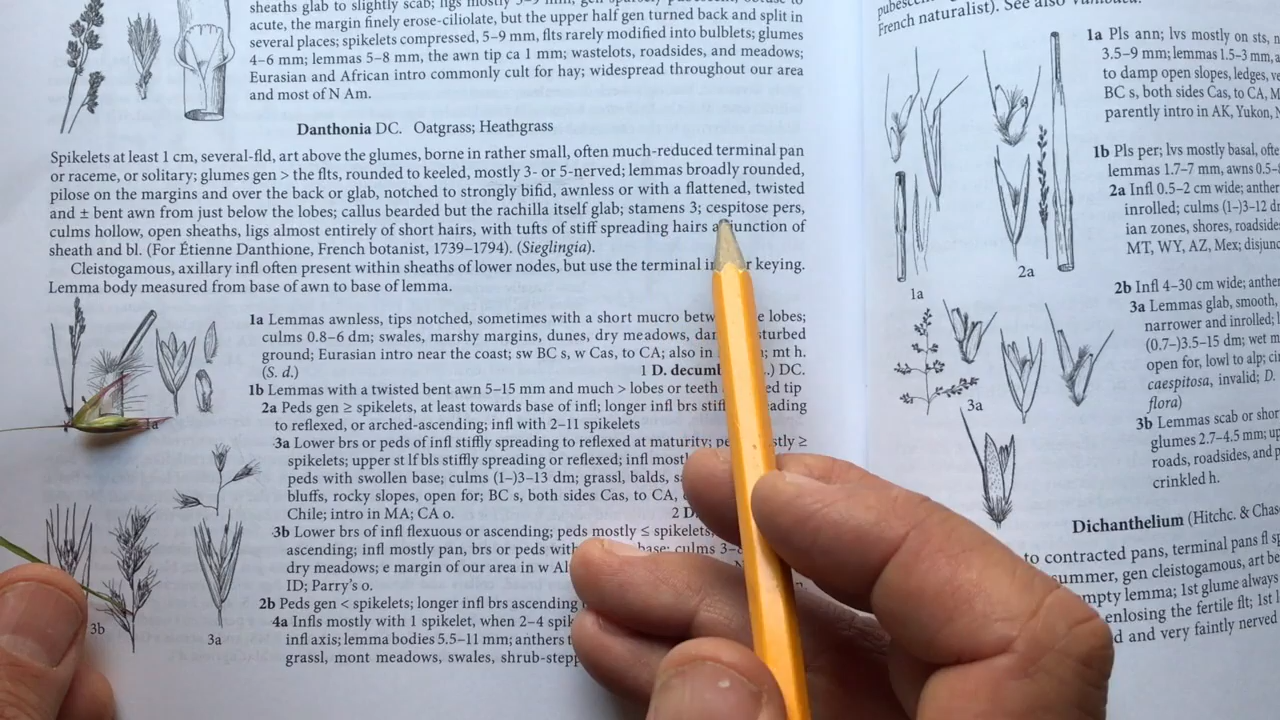 sheaths glab to slightly scab; ligs mostly 3-9 mm, gen sparsely obtuse to
acute, the margin finely erose-ciliolate, but the upper half gen turned back and split in
several places; spikelets compressed, 5–9 mm, flts rarely modified into bulblets; glumes
4–6 mm; lemmas 5–8 mm, the awn tip ca 1 mm; wastelots, roadsides, and meadows;
Eurasian and African intro commonly cult for hay; widespread throughout our area
and most of N Am.
Danthonia DC. Oatgrass; Heathgrass
Spikelets at least 1 cm, several-fld, art above the glumes, borne in rather small, often much-reduced terminal pan
or raceme, or solitary; glumes gen > the flts, rounded to keeled, mostly 3- or 5-nerved; lemmas broadly rounded,
pilose on the margins and over the back or glab, notched to strongly bifid, awnless or with a flattened, twisted
and ± bent awn from just below the lobes; callus bearded but the rachilla itself glab; stamens 3; cespitose pers,
culms hollow, open sheaths, ligs almost entirely of short hairs, with tufts of stiff spreading hairs a junction of
sheath and bl. (For Étienne Danthione, French botanist, 1739–1794). (Sieglingia).
Cleistogamous, axillary infl often present within sheaths of lower nodes, but use the terminal in r keying.
Lemma body measured from base of awn to base of lemma.
1a Lemmas awnless, tips notched, sometimes with a short mucro betw e lobes;
culms 0.8–6 dm; swales, marshy margins, dunes, dry meadows, da sturbed
ground; Eurasian intro near the coast; sw BC s, w Cas, to CA; also in ; mt h.
(S. d.) 1 D. decumb .) DC.
1b Lemmas with a twisted bent awn 5–15 mm and much > lobes or teeth ed tip
2a Peds gen ≥ spikelets, at least towards base of infl; longer infl brs stif ading
to reflexed, or arched-ascending; infl with 2–11 spikelets
3a Lower brs or peds of infl stiffly spreading to reflexed at maturity; pe stly ≥
spikelets; upper st lf bls stiffly spreading or reflexed; infl most
peds with swollen base; culms (1–)3–13 dm; grassl, balds, s
bluffs, rocky slopes, open for; BC s, both sides Cas, to CA,
Chile; intro in MA; CA o. 2 D
3b Lower brs of infl flexuous or ascending; peds mostly ≤ spikelets,
ascending; infl mostly pan, brs or peds with base; culms 3–
dry meadows; e margin of our area in w Al
ID; Parry's o.
2b Peds gen < spikelets; longer infl brs ascending
4a Infls mostly with 1 spikelet, when 2–4 spik
infl axis; lemma bodies 5.5–11 mm; anthers
grassl, mont meadows, swales, shrub-stepp
1a
3b
3a
French naturalist). See also
1a Pls ann; lvs mostly on sts,
3.5–9 mm; lemmas 1.5–3 mm,
to damp open slopes, ledges,
BC s, both sides Cas, to CA,
parently intro in AK, Yukon,
1b Pls per; lvs mostly basal,
lemmas 1.7–7 mm, awns
2a Infl 0.5–2 cm wide;
inrolled; culms (1–)3–12
ian zones, shores,
MT, WY, AZ, Mex;
2b Infl 4–30 cm wide;
3a Lemmas glab, smooth,
narrower and inrolled;
(0.7–)3.5–15 dm; wet
open for, lowl to alp;
caespitosa, invalid; D.
flora)
3b Lemmas scab or
glumes 2.7–4.5 mm;
roads, roadsides, and
crinkled h.
1a
2a
3a
Dichanthelium (Hitchc. &
to contracted pans, terminal pans fl
summer, gen cleistogamous, art
mpty lemma; 1st glume always
enlosing the fertile flt; 1st
d and very faintly nerved